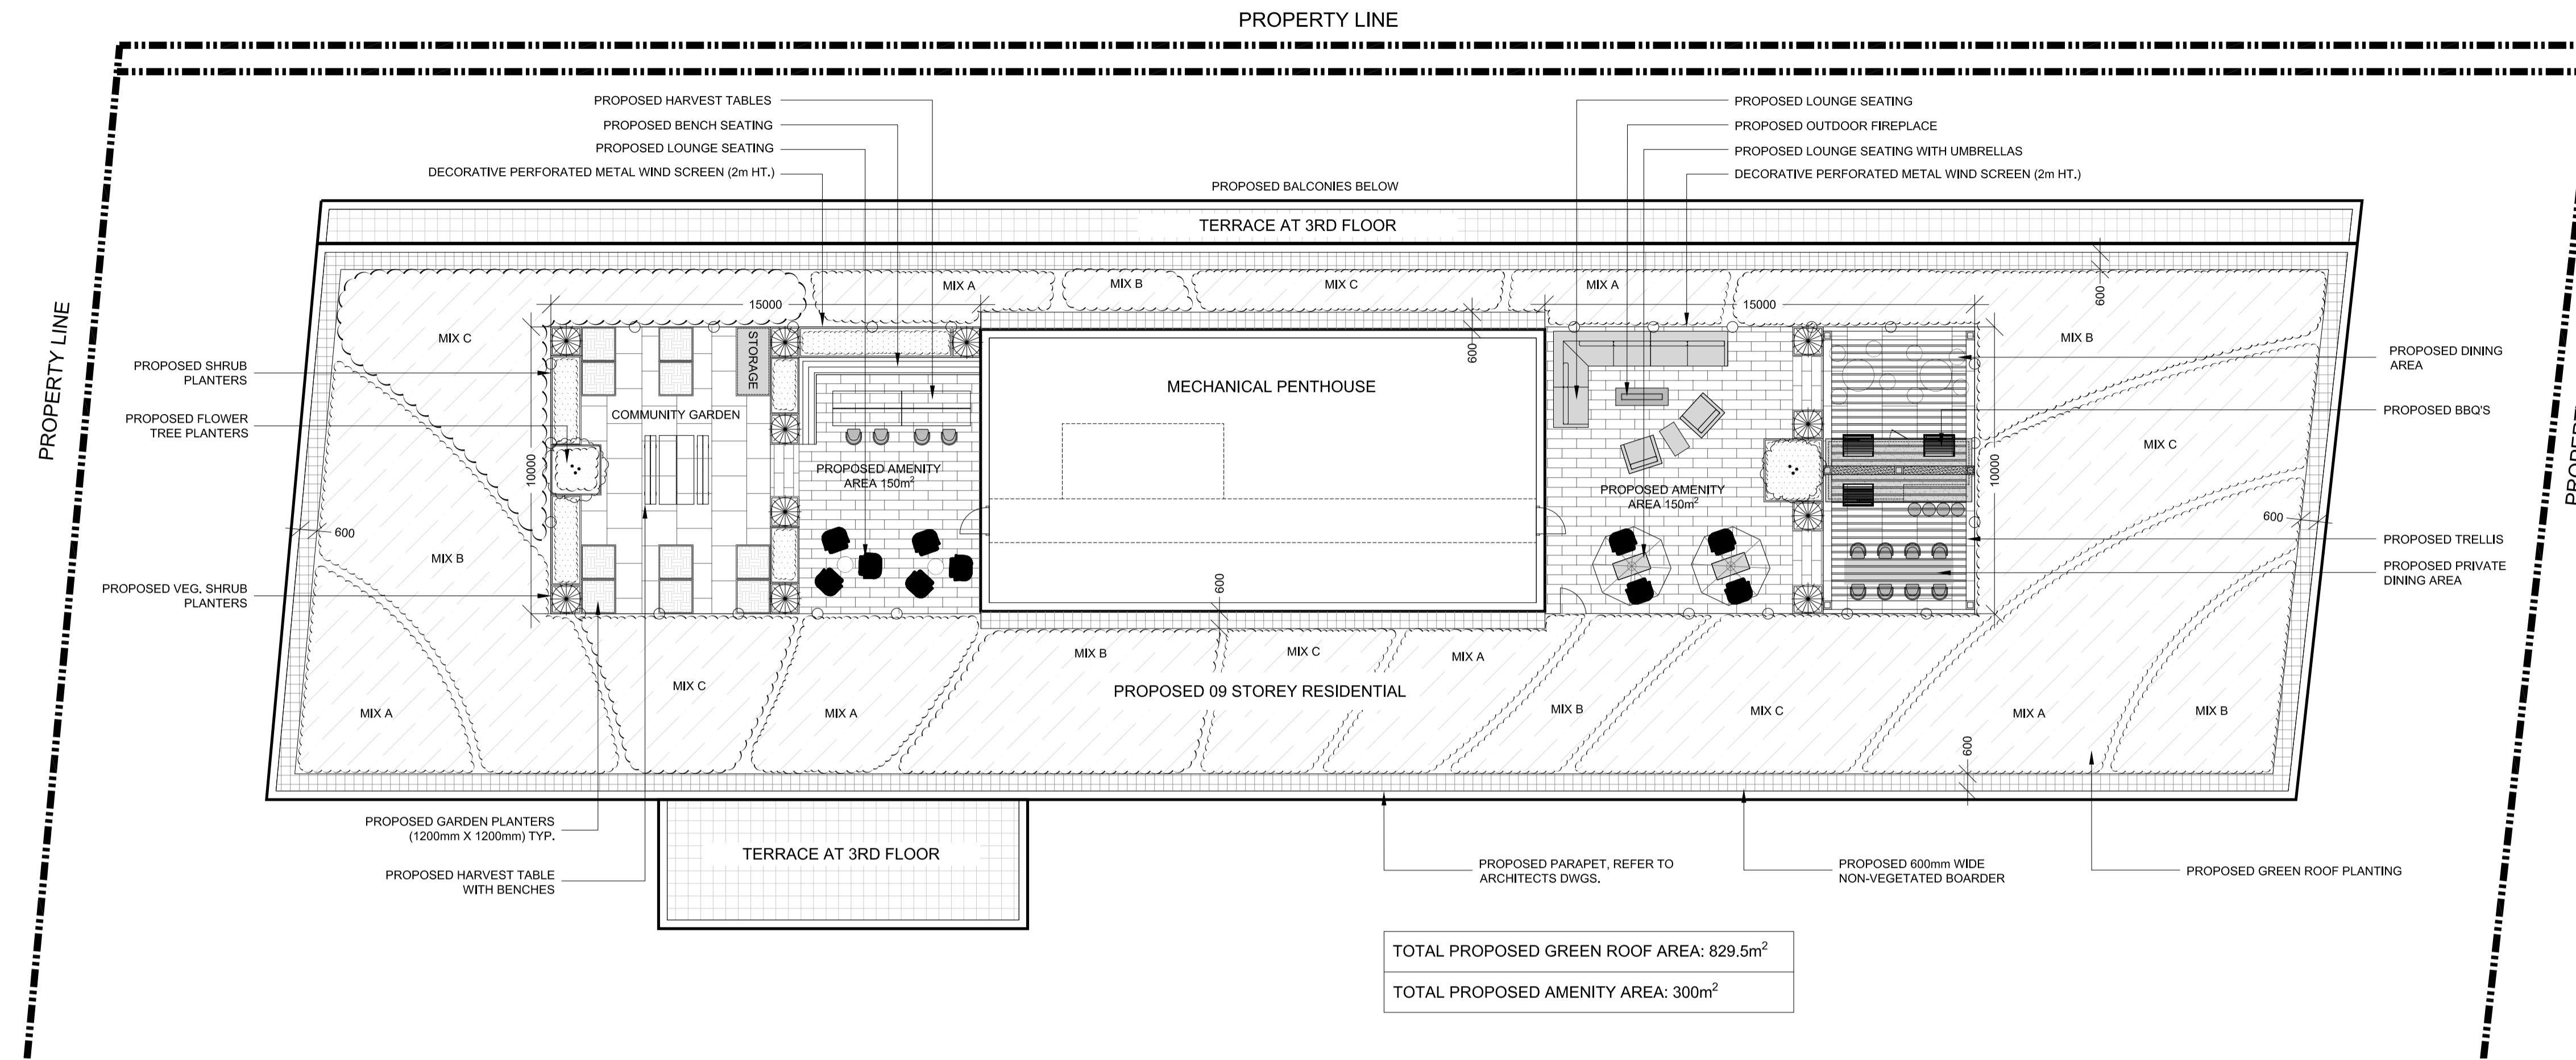 PROPERTY LINE
PROPOSED HARVEST TABLES
PROPOSED BENCH SEATING
PROPOSED LOUNGE SEATING
DECORATIVE PERFORATED METAL WIND SCREEN (2m HT.)
PROPOSED LOUNGE SEATING
PROPOSED OUTDOOR FIREPLACE
PROPOSED LOUNGE SEATING WITH UMBRELLAS
DECORATIVE PERFORATED METAL WIND SCREEN (2m HT.)
PROPOSED BALCONIES BELOW
TERRACE AT 3RD FLOOR
MIX A
MIX B
MIX C
MIX A
600
15000
15000
PROPERTY LINE
MIX C
STORAGE
600
MIX B
PROPOSED SHRUB
PLANTERS
MECHANICAL PENTHOUSE
PROPOSED DINING
AREA
PROPOSED FLOWER
TREE PLANTERS
COMMUNITY GARDEN
PROPOSED BBQ'S
MIX C
10000
PROPOSED AMENITY
AREA 150m²
PROPOSED AMENITY
AREA 150m²
10000
600
600
MIX B
PROPOSED TRELLIS
PROPOSED PRIVATE
DINING AREA
PROPOSED VEG. SHRUB
PLANTERS
600
MIX B
MIX C
MIX A
MIX C
PROPOSED 09 STOREY RESIDENTIAL
MIX A
MIX A
MIX B
MIX C
MIX A
MIX B
600
PROPOSED GARDEN PLANTERS
(1200mm X 1200mm) TYP.
TERRACE AT 3RD FLOOR
PROPOSED HARVEST TABLE
WITH BENCHES
PROPOSED PARAPET, REFER TO
ARCHITECTS DWGS.
PROPOSED 600mm WIDE
NON-VEGETATED BOARDER
PROPOSED GREEN ROOF PLANTING
TOTAL PROPOSED GREEN ROOF AREA: 829.5m²
TOTAL PROPOSED AMENITY AREA: 300m²